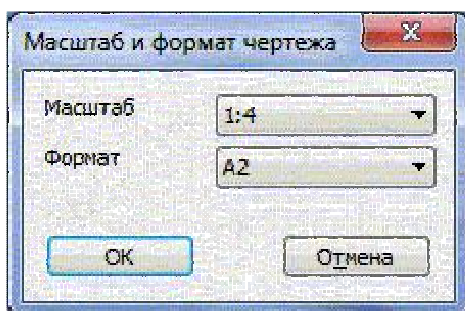 Масштаб и формат чертежа
Масштаб 1:4
Формат A2
OK Отмена